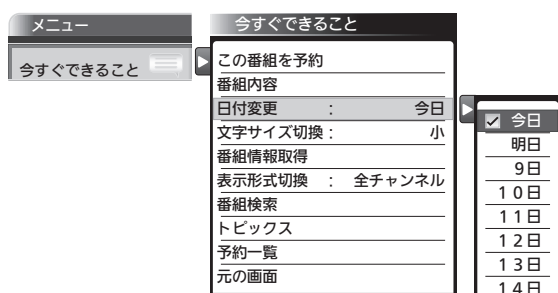 メニュー
今すぐできること
今すぐできること
この番組を予約
番組内容
日付変更 : 今日
文字サイズ切換 : 小
番組情報取得
表示形式切換 : 全チャンネル
番組検索
トピックス
予約一覧
元の画面
今日
明日
9日
10日
11日
12日
13日
14日